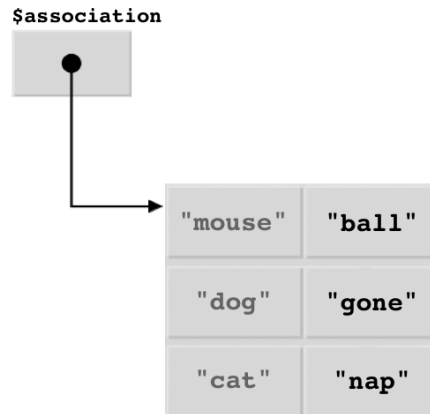 $association
"mouse" "ball"
"dog" "gone"
"cat" "nap"